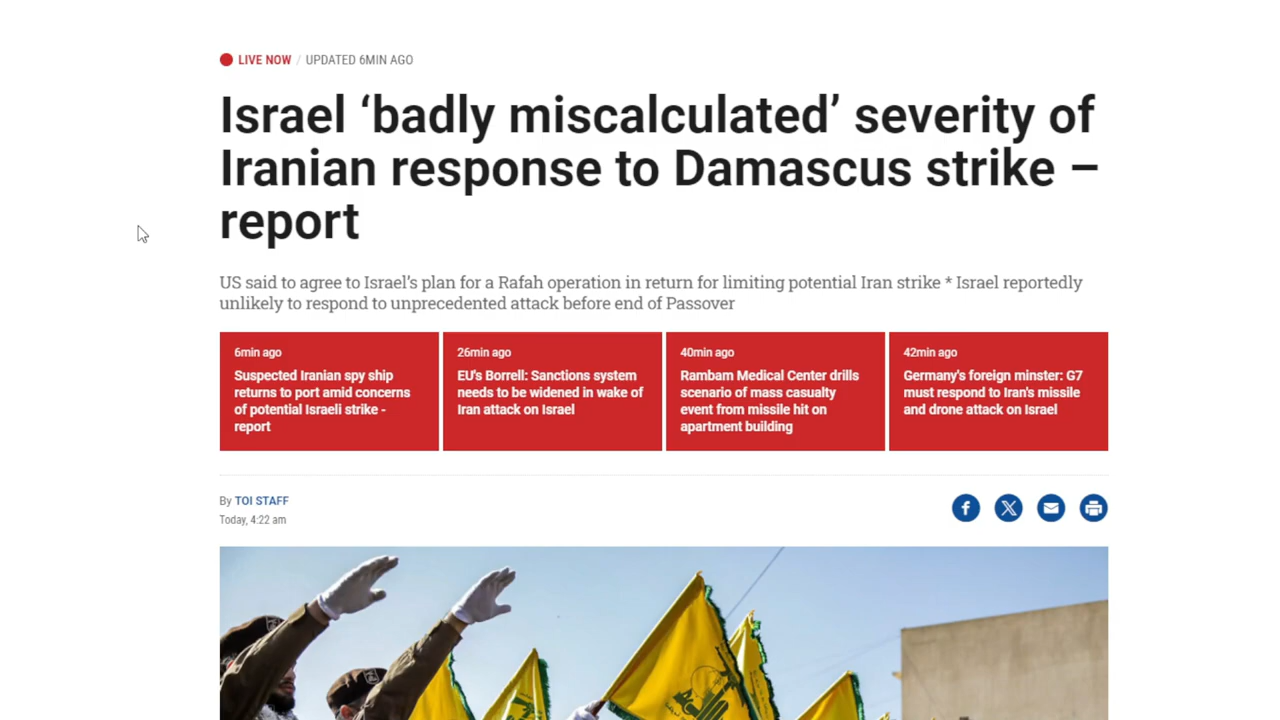 LIVE NOW / UPDATED 6MIN AGO
Israel ‘badly miscalculated’ severity of
Iranian response to Damascus strike –
report
US said to agree to Israel’s plan for a Rafah operation in return for limiting potential Iran strike * Israel reportedly
unlikely to respond to unprecedented attack before end of Passover
6min ago
Suspected Iranian spy ship
returns to port amid concerns
of potential Israeli strike -
report
26min ago
EU's Borrell: Sanctions system
needs to be widened in wake of
Iran attack on Israel
40min ago
Rambam Medical Center drills
scenario of mass casualty
event from missile hit on
apartment building
42min ago
Germany's foreign minster: G7
must respond to Iran's missile
and drone attack on Israel
By TOI STAFF
Today, 4:22 am